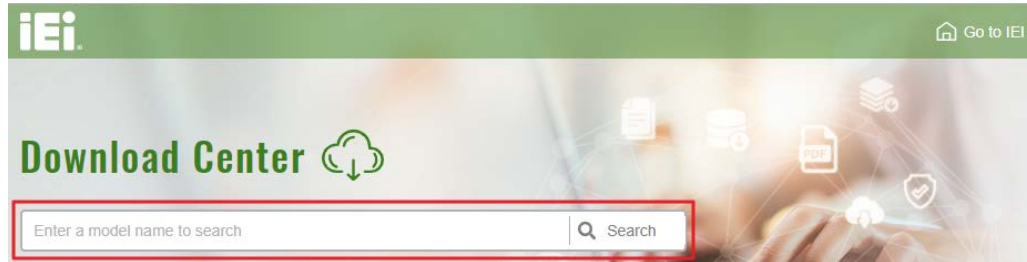 iEi.
Go to IEI
Download Center
PDF
Enter a model name to search
Search